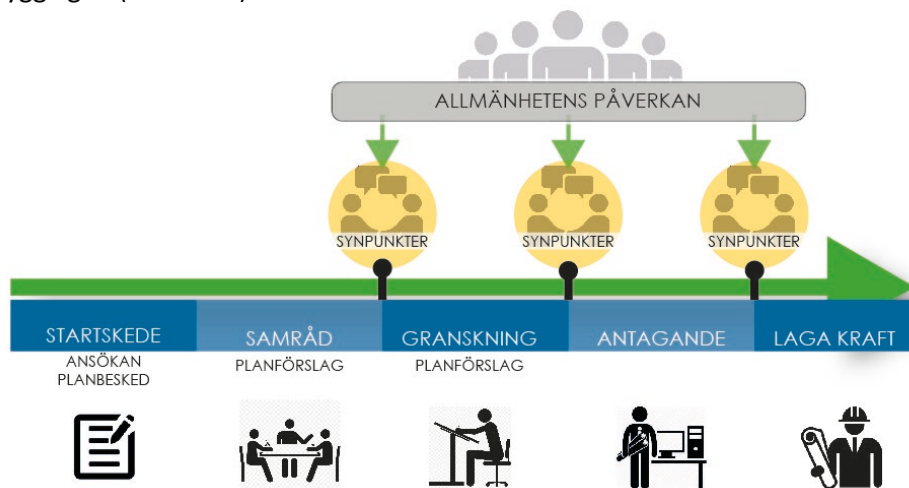 ALLMÄNHETENS PÅVERKAN
SYNPUNKTER
SYNPUNKTER
SYNPUNKTER
STARTSKEDE
SAMRÅD
GRANSKNING
ANTAGANDE
LAGA KRAFT
ANSÖKAN
PLANBESKED
PLANFÖRSLAG
PLANFÖRSLAG